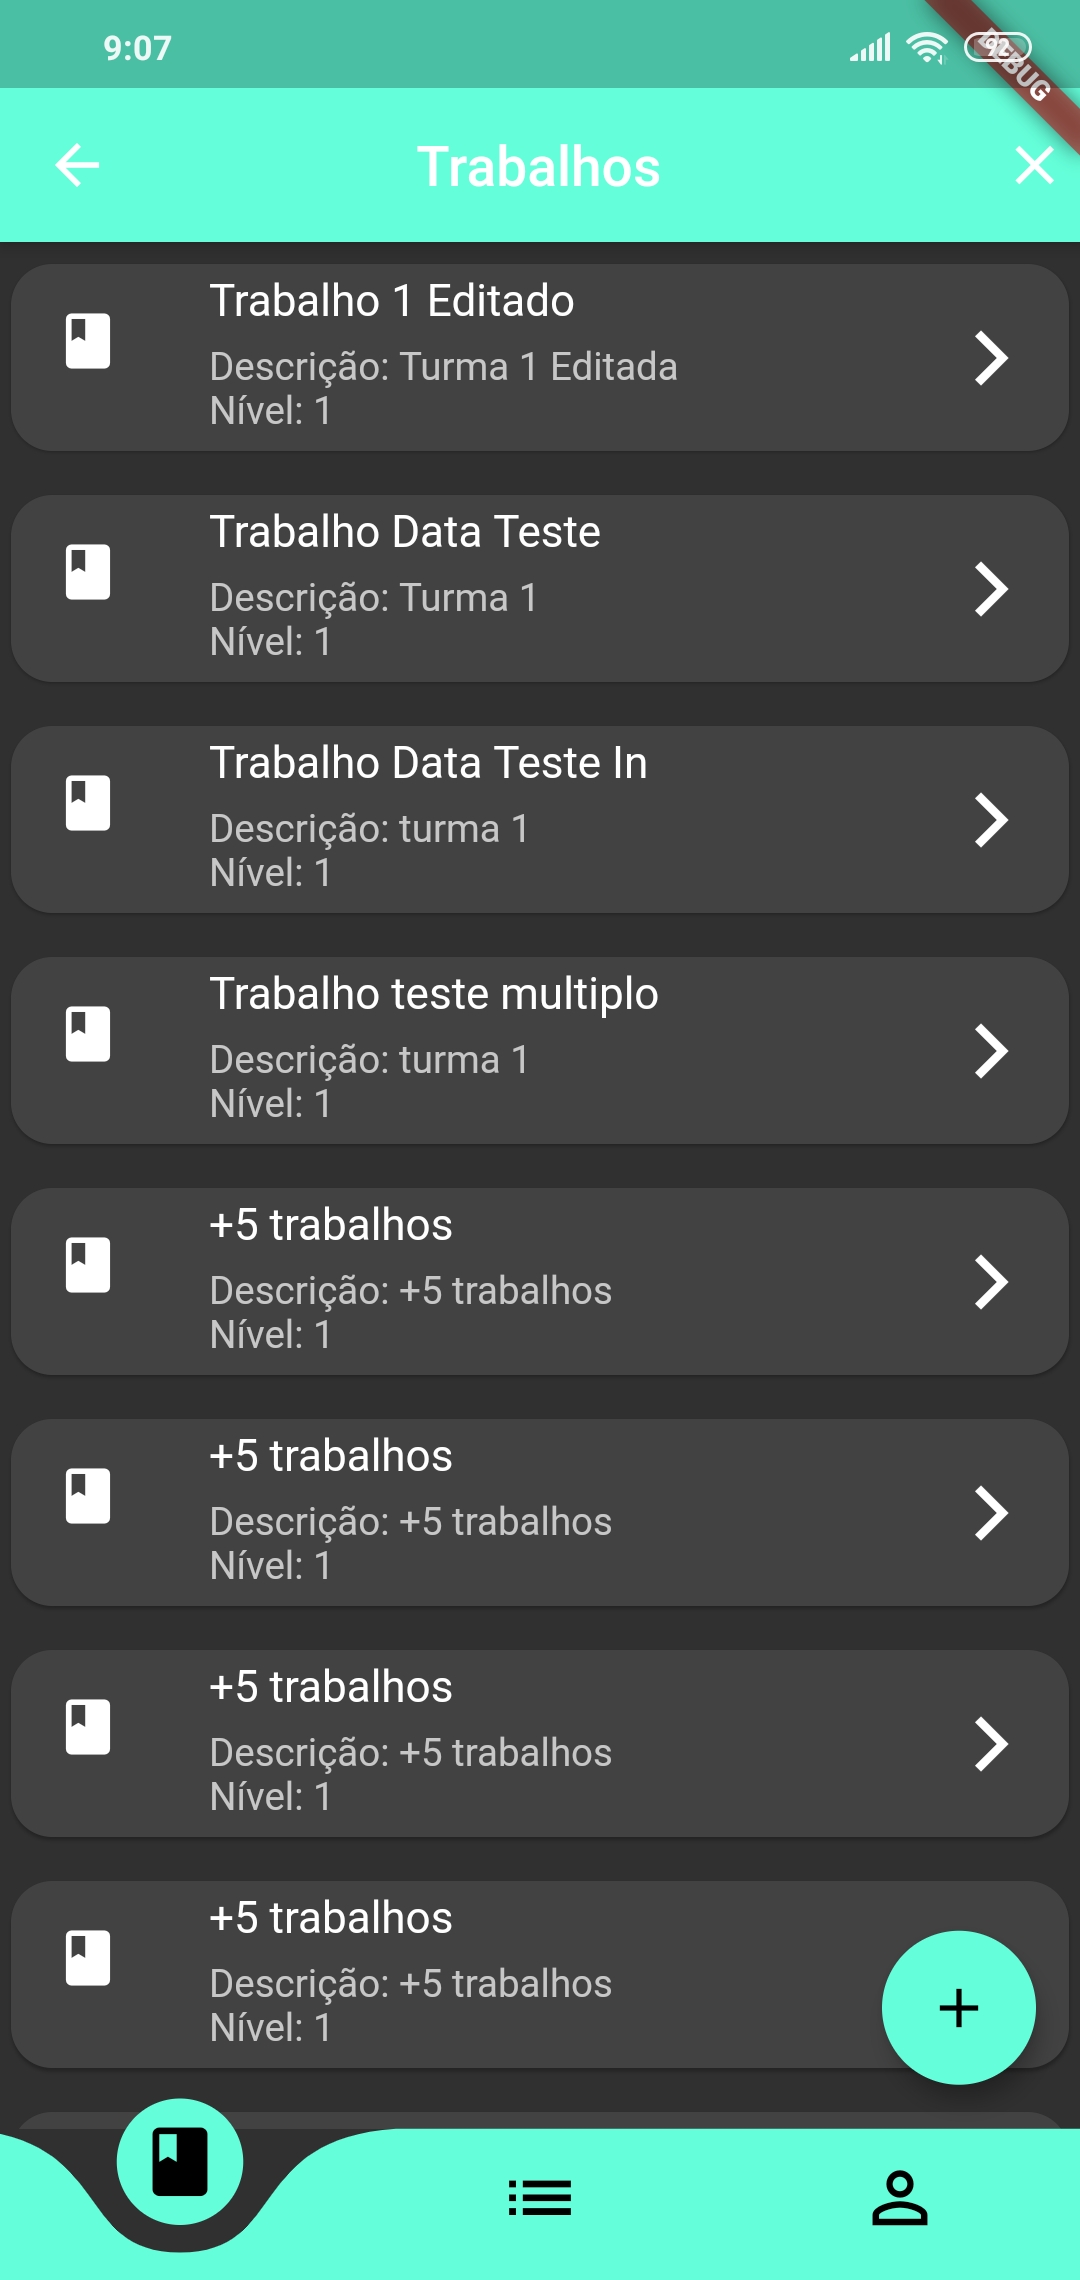 9:07
92
DEBUG
Trabalhos
Trabalho 1 Editado
Descrição: Turma 1 Editada
Nível: 1
Trabalho Data Teste
Descrição: Turma 1
Nível: 1
Trabalho Data Teste In
Descrição: turma 1
Nível: 1
Trabalho teste multiplo
Descrição: turma 1
Nível: 1
+5 trabalhos
Descrição: +5 trabalhos
Nível: 1
+5 trabalhos
Descrição: +5 trabalhos
Nível: 1
+5 trabalhos
Descrição: +5 trabalhos
Nível: 1
+5 trabalhos
Descrição: +5 trabalhos
Nível: 1